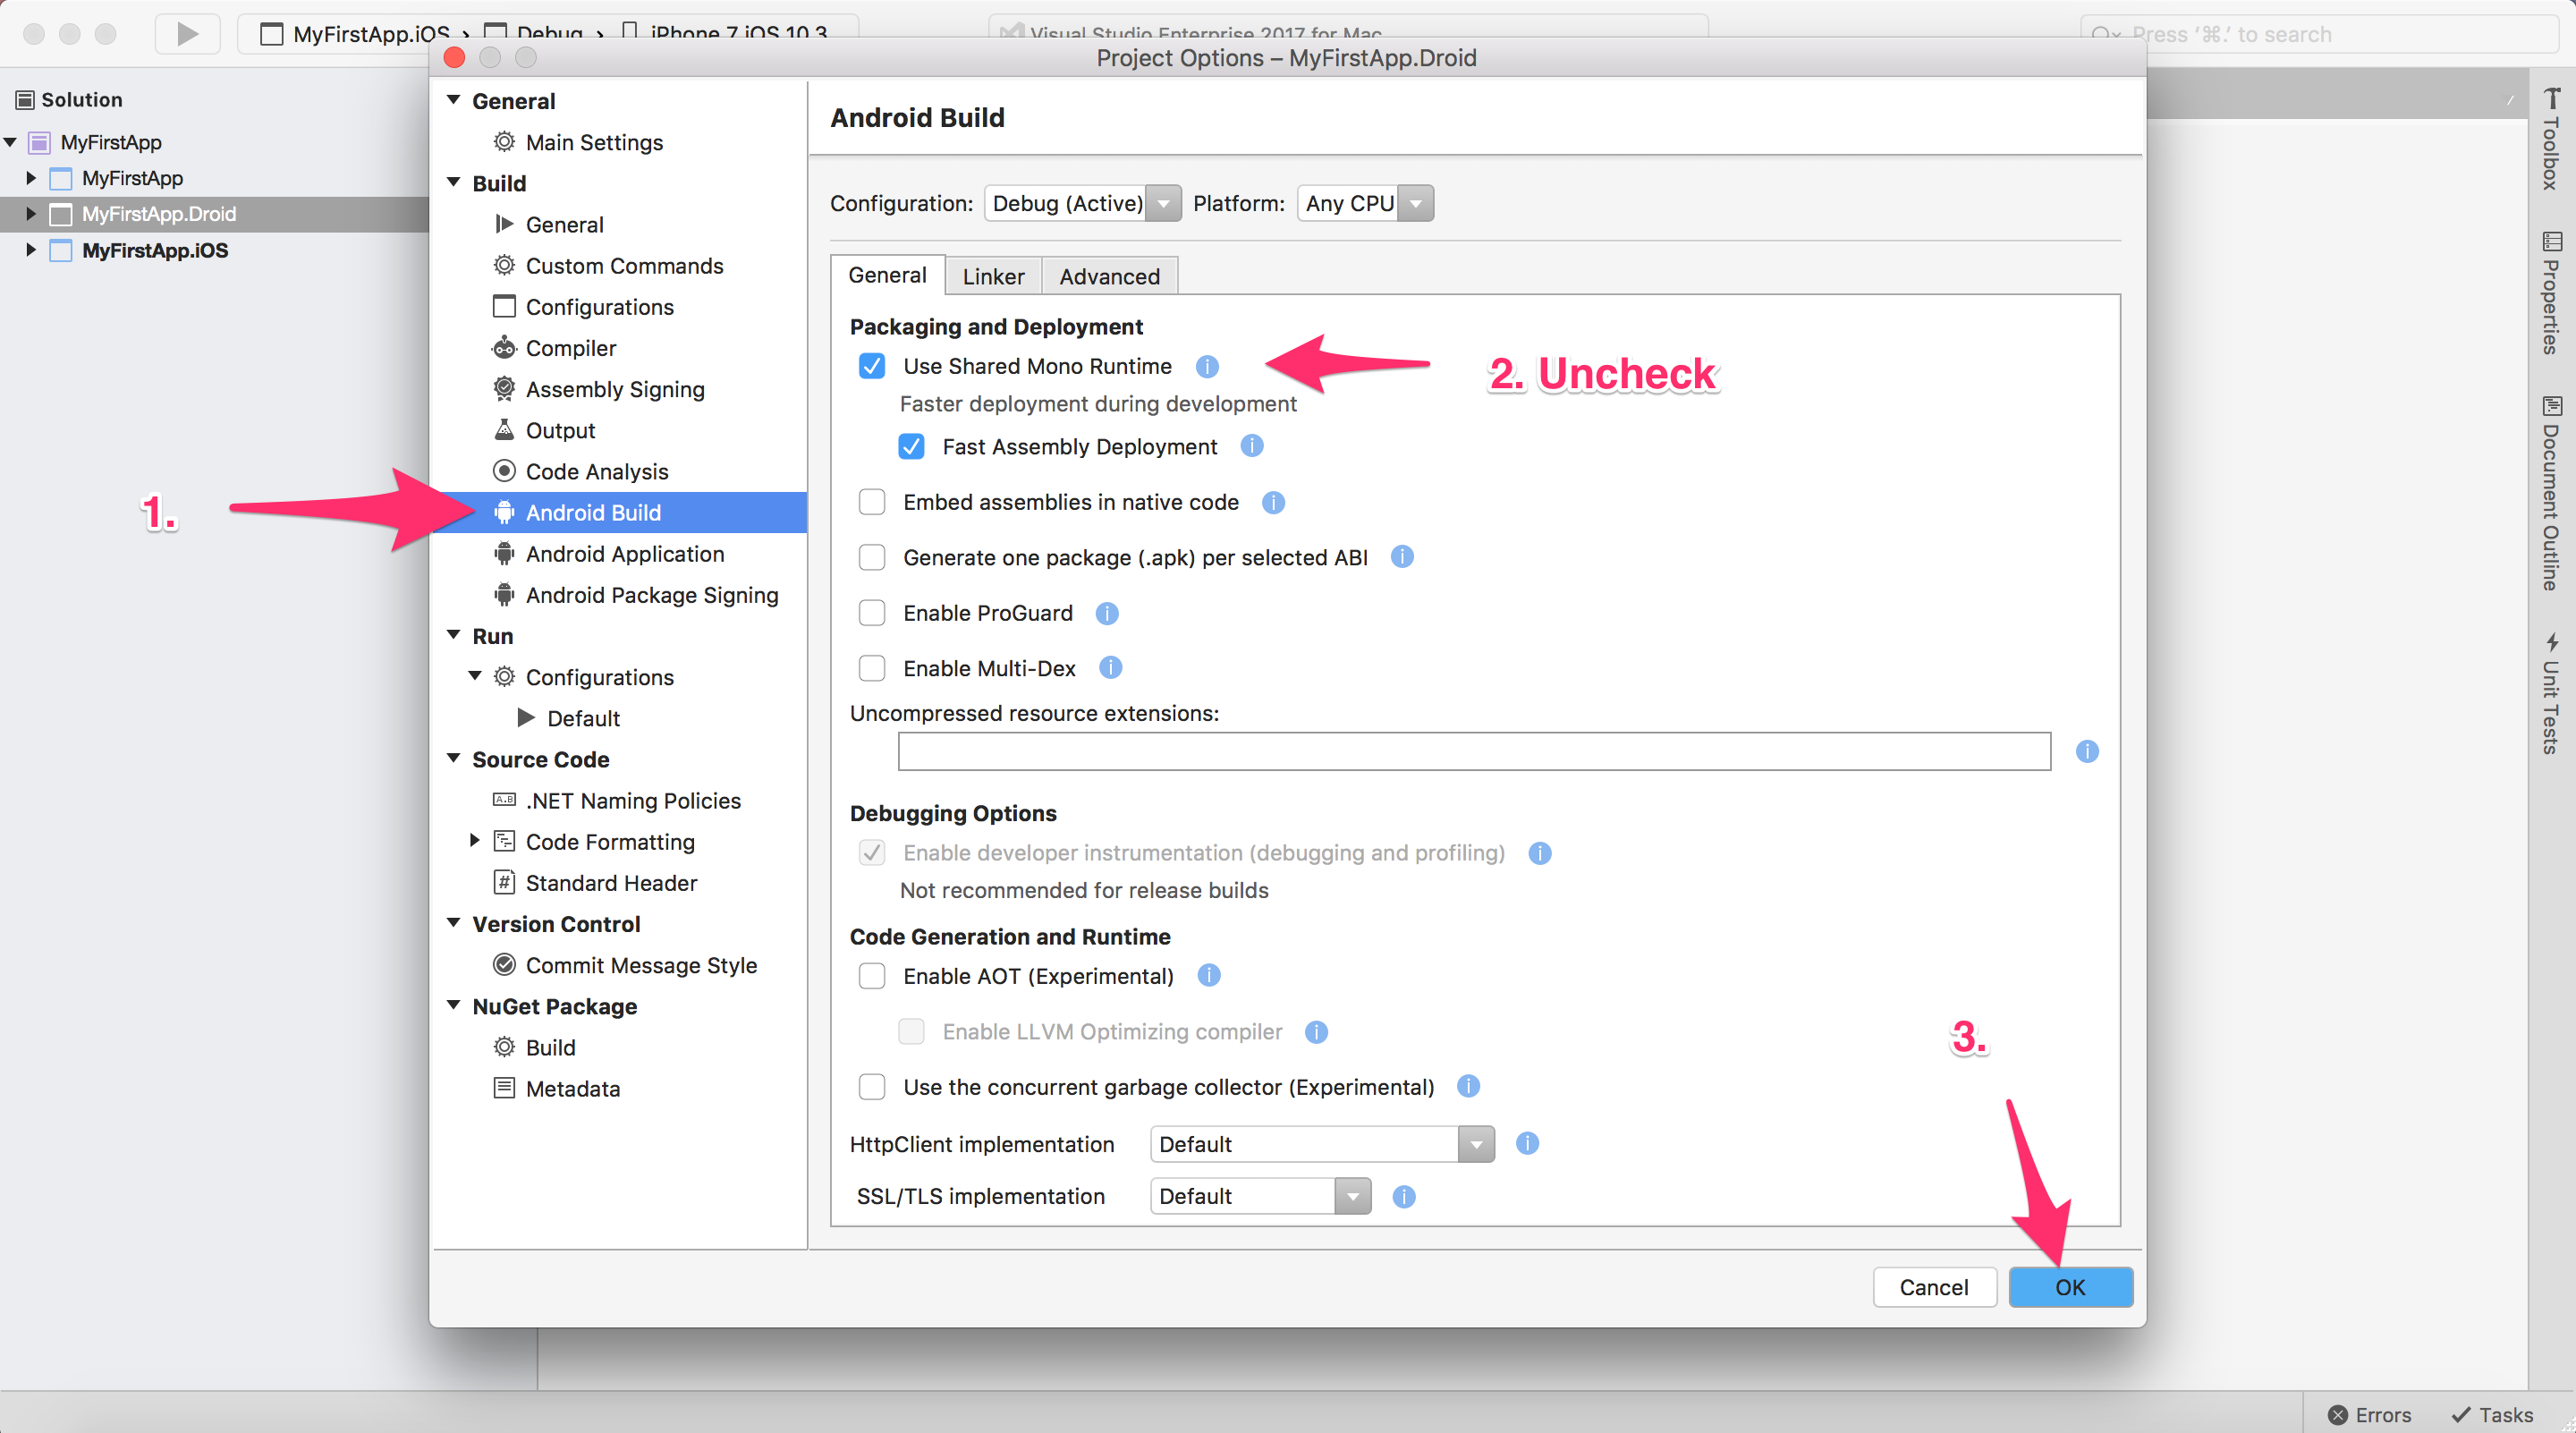 MyFirstApp.iOS › Debug › iPhone 7 iOS 10.3
Visual Studio Enterprise 2017 for Mac
Press '⌘.' to search
Project Options – MyFirstApp.Droid
Solution
MyFirstApp
MyFirstApp
MyFirstApp.Droid
MyFirstApp.iOS
1.
General
Main Settings
Build
General
Custom Commands
Configurations
Compiler
Assembly Signing
Output
Code Analysis
Android Build
Android Application
Android Package Signing
Run
Configurations
Default
Source Code
.NET Naming Policies
Code Formatting
Standard Header
Version Control
Commit Message Style
NuGet Package
Build
Metadata
Android Build
Configuration: Debug (Active) Platform: Any CPU
General Linker Advanced
Packaging and Deployment
Use Shared Mono Runtime
2. Uncheck
Faster deployment during development
Fast Assembly Deployment
Embed assemblies in native code
Generate one package (.apk) per selected ABI
Enable ProGuard
Enable Multi-Dex
Uncompressed resource extensions:
Debugging Options
Enable developer instrumentation (debugging and profiling)
Not recommended for release builds
Code Generation and Runtime
Enable AOT (Experimental)
Enable LLVM Optimizing compiler
Use the concurrent garbage collector (Experimental)
HttpClient implementation Default
SSL/TLS implementation Default
3.
Cancel OK
Toolbox
Properties
Document Outline
Unit Tests
Errors Tasks